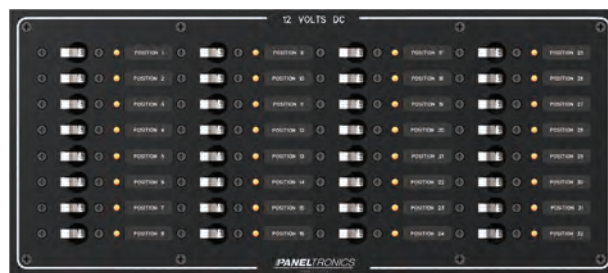 12 VOLTS DC
POSITION 1
POSITION 2
POSITION 3
POSITION 4
POSITION 5
POSITION 6
POSITION 7
POSITION 8
POSITION 9
POSITION 10
POSITION 11
POSITION 12
POSITION 13
POSITION 14
POSITION 15
POSITION 16
POSITION 17
POSITION 18
POSITION 19
POSITION 20
POSITION 21
POSITION 22
POSITION 23
POSITION 24
POSITION 25
POSITION 26
POSITION 27
POSITION 28
POSITION 29
POSITION 30
POSITION 31
POSITION 32
PANELTRONICS